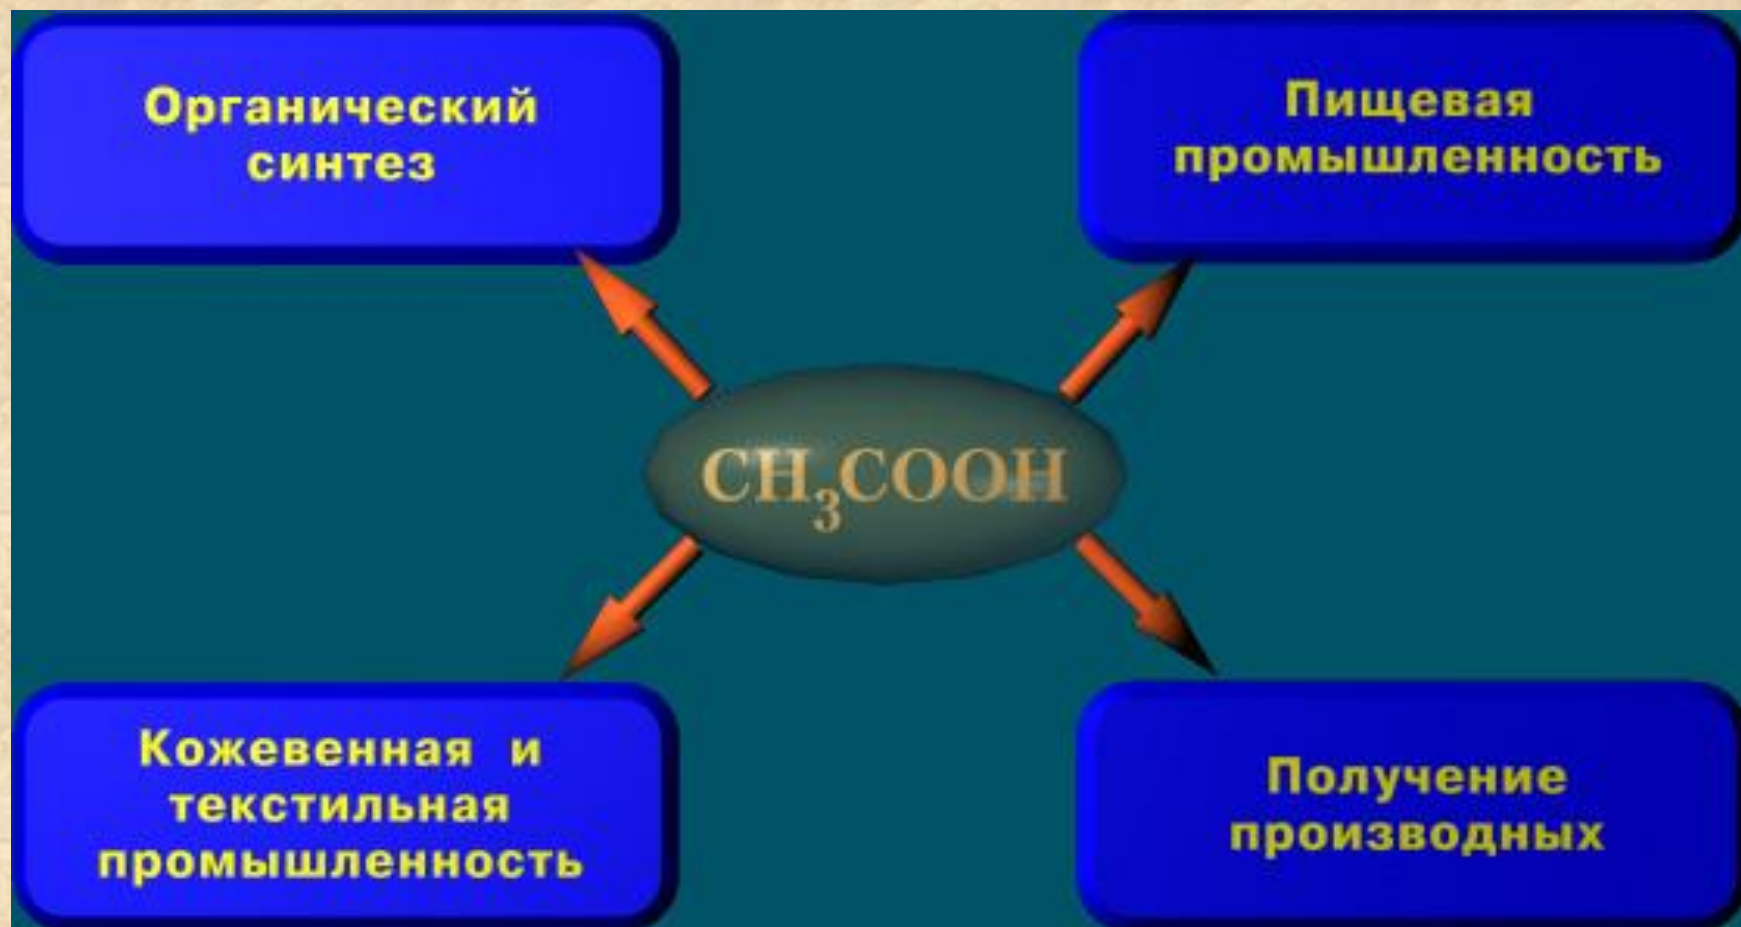 Органический
синтез
Пищевая
промышленность
CH₃COOH
Кожевенная и
текстильная
промышленность
Получение
производных